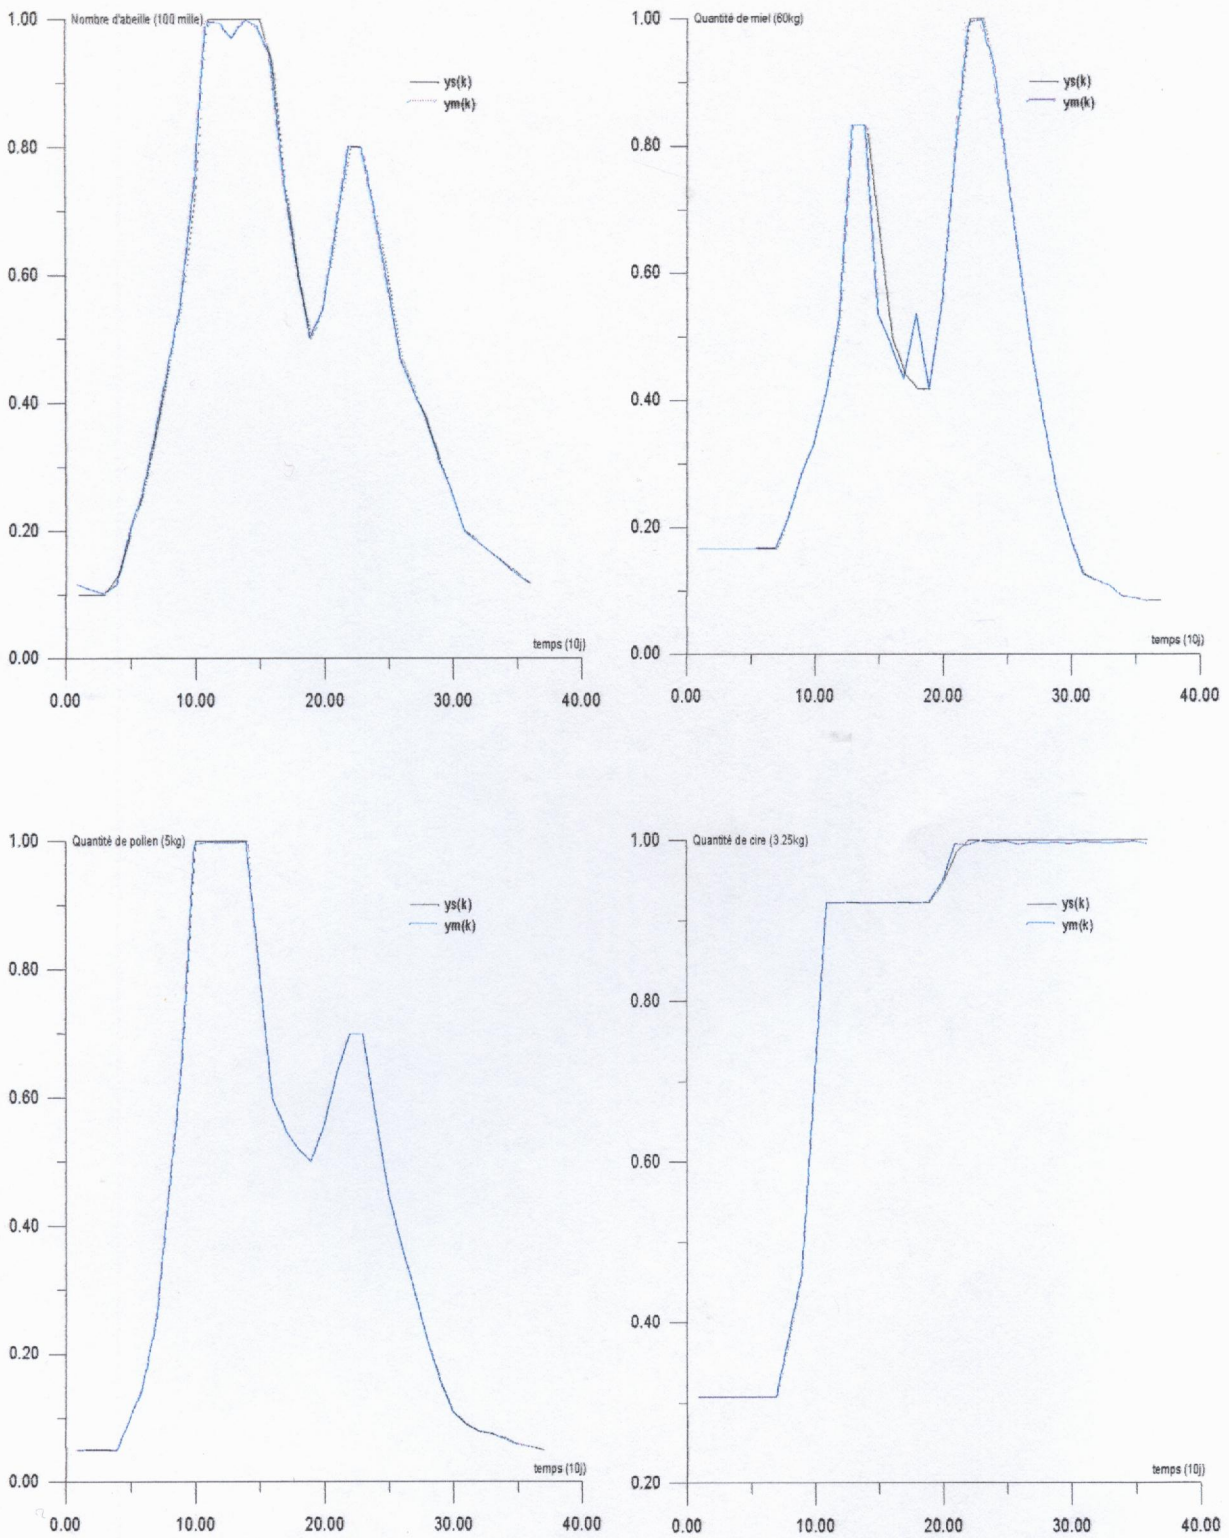 Nombre d'abeille (100 mille)
ys(k)
ym(k)
1.00
0.80
0.60
0.40
0.20
0.00
temps (10j)
0.00 10.00 20.00 30.00 40.00
Quantité de miel (60kg)
ys(k)
ym(k)
1.00
0.80
0.60
0.40
0.20
0.00
temps (10j)
0.00 10.00 20.00 30.00 40.00
Quantité de pollen (5kg)
ys(k)
ym(k)
1.00
0.80
0.60
0.40
0.20
0.00
temps (10j)
0.00 10.00 20.00 30.00 40.00
Quantité de cire (3.25kg)
ys(k)
ym(k)
1.00
0.80
0.60
0.40
0.20
temps (10j)
0.00 10.00 20.00 30.00 40.00